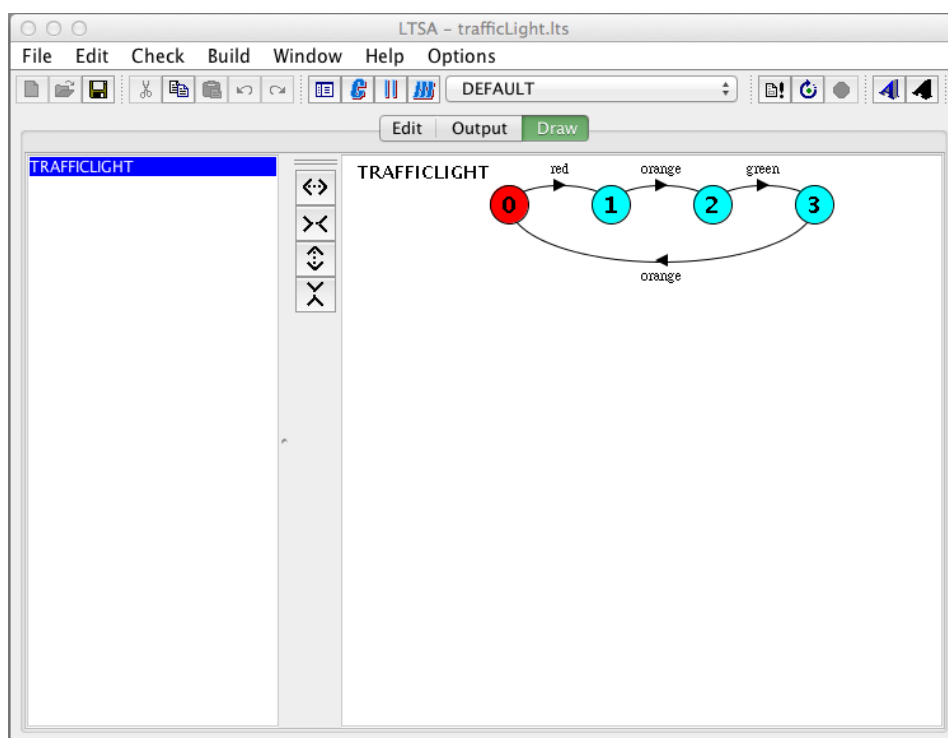 LTSA – trafficLight.lts
File Edit Check Build Window Help Options
DEFAULT
Edit Output Draw
TRAFFICLIGHT
TRAFFICLIGHT
red orange green
0 1 2 3
orange